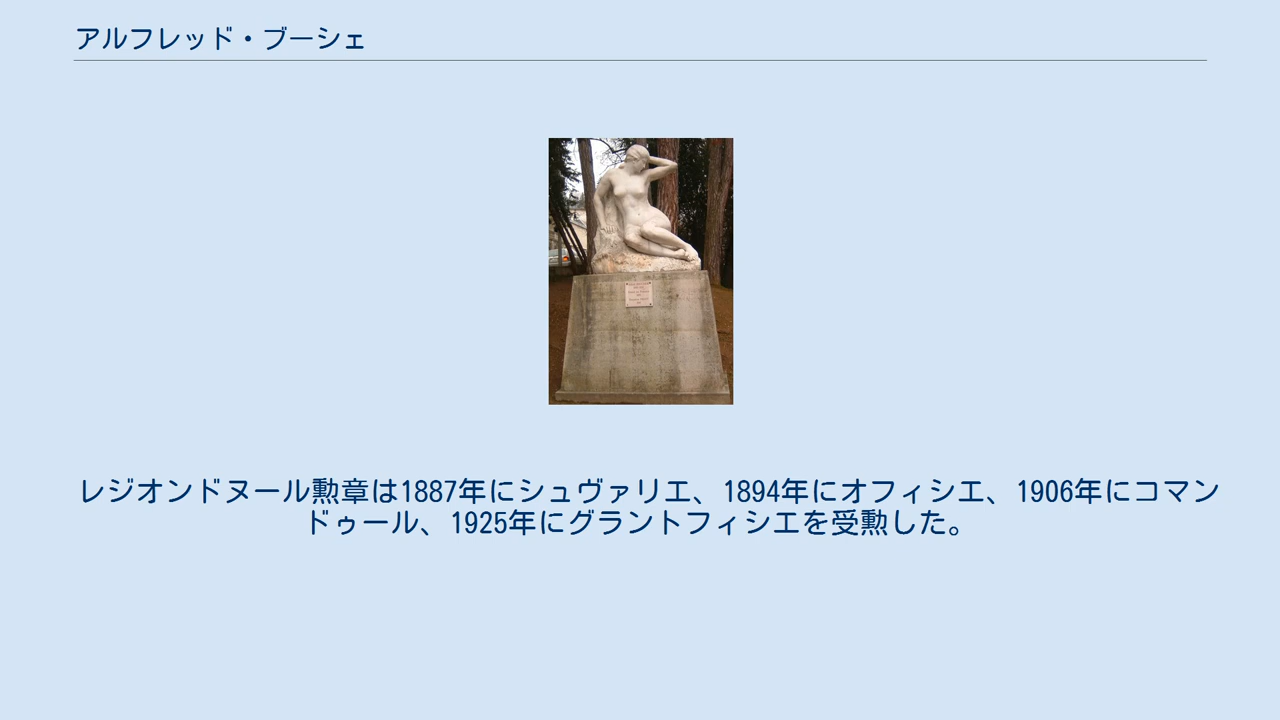 アルフレッド・ブーシェ
レジオンドヌール勲章は1887年にシュヴァリエ、1894年にオフィシエ、1906年にコマン
ドゥール、1925年にグラントフィシエを受勲した。